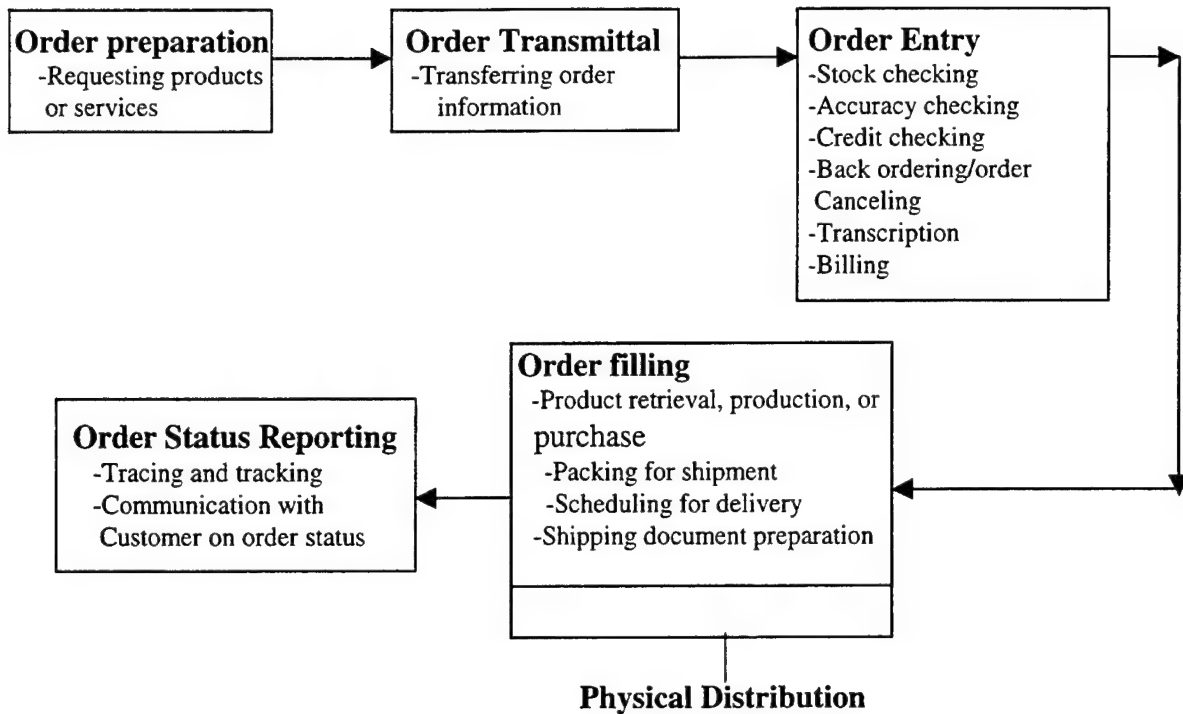 Order preparation
-Requesting products
or services
Order Transmittal
-Transferring order
information
Order Entry
-Stock checking
-Accuracy checking
-Credit checking
-Back ordering/order
Canceling
-Transcription
-Billing
Order filling
-Product retrieval, production, or
purchase
-Packing for shipment
-Scheduling for delivery
-Shipping document preparation
Order Status Reporting
-Tracing and tracking
-Communication with
Customer on order status
Physical Distribution